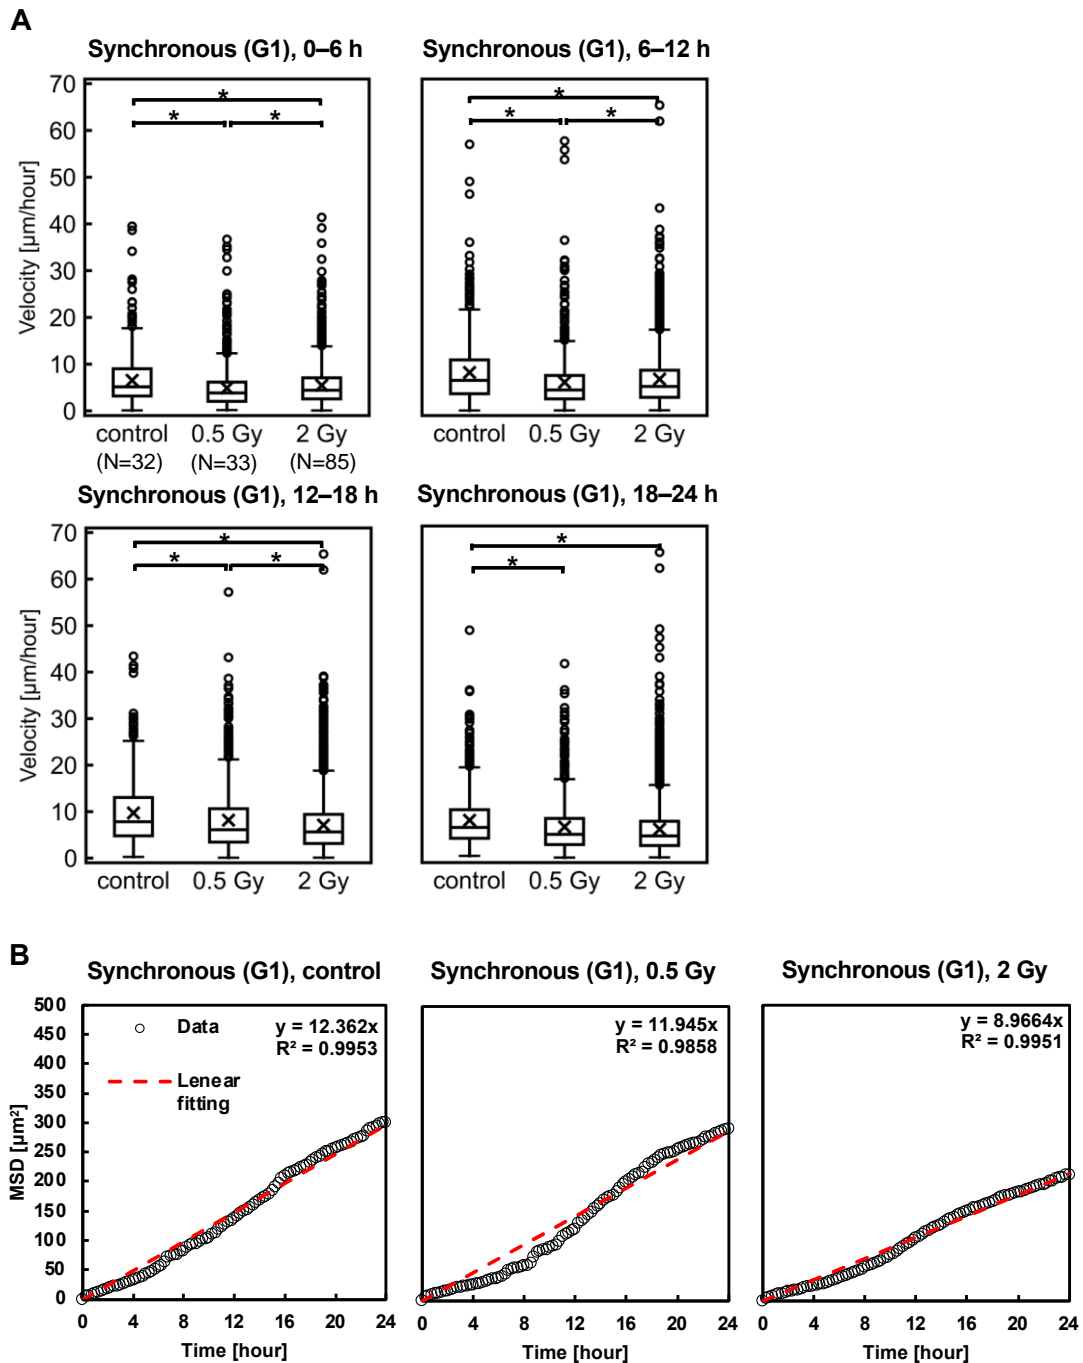 A
Synchronous (G1), 0–6 h
Synchronous (G1), 6–12 h
Velocity [µm/hour]
70
60
50
40
30
20
10
0
* * *
* * *
control
0.5 Gy
2 Gy
(N=32)
(N=33)
(N=85)
control
0.5 Gy
2 Gy
Synchronous (G1), 12–18 h
Synchronous (G1), 18–24 h
Velocity [µm/hour]
70
60
50
40
30
20
10
0
* * *
* *
control
0.5 Gy
2 Gy
control
0.5 Gy
2 Gy
B
Synchronous (G1), control
Synchronous (G1), 0.5 Gy
Synchronous (G1), 2 Gy
MSD [µm²]
500
450
400
350
300
250
200
150
100
50
0
Data
Lenear
fitting
y = 12.362x
R² = 0.9953
y = 11.945x
R² = 0.9858
y = 8.9664x
R² = 0.9951
0 4 8 12 16 20 24
0 4 8 12 16 20 24
0 4 8 12 16 20 24
Time [hour]
Time [hour]
Time [hour]